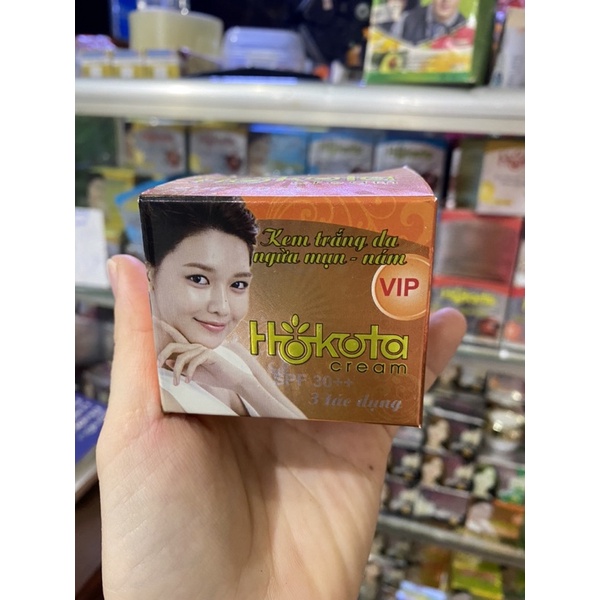 Kem trắng da
ngừa mụn - nám
VIP
Hokota
cream
SPF 30++
3 tác dụng